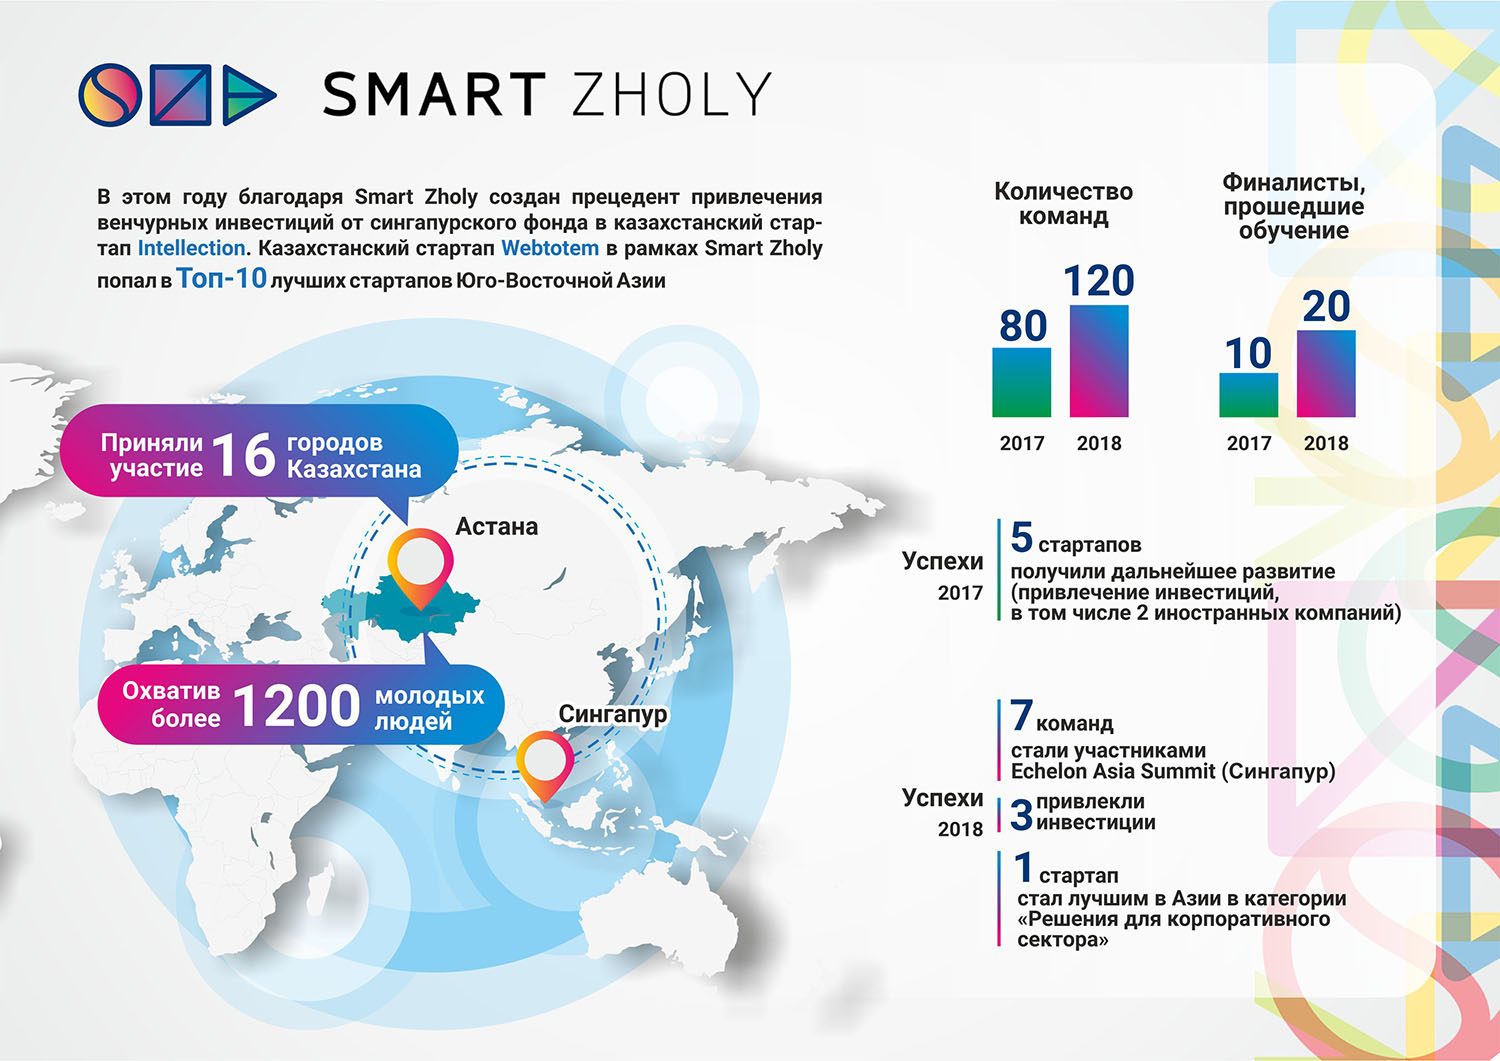 SMART ZHOLY
В этом году благодаря Smart Zholy создан прецедент привлечения
венчурных инвестиций от сингапурского фонда в казахстанский стар-
тап Intellection. Казахстанский стартап Webtotem в рамках Smart Zholy
попал в Топ-10 лучших стартапов Юго-Восточной Азии
Приняли участие 16 городов Казахстана
Астана
Охватив более 1200 молодых людей
Сингапур
Количество
команд
80
120
2017
2018
Финалисты,
прошедшие
обучение
10
20
2017
2018
Успехи
2017
5 стартапов
получили дальнейшее развитие
(привлечение инвестиций,
в том числе 2 иностранных компаний)
Успехи
2018
7 команд
стали участниками
Echelon Asia Summit (Сингапур)
3 привлекли
инвестиции
1 стартап
стал лучшим в Азии в категории
«Решения для корпоративного
сектора»